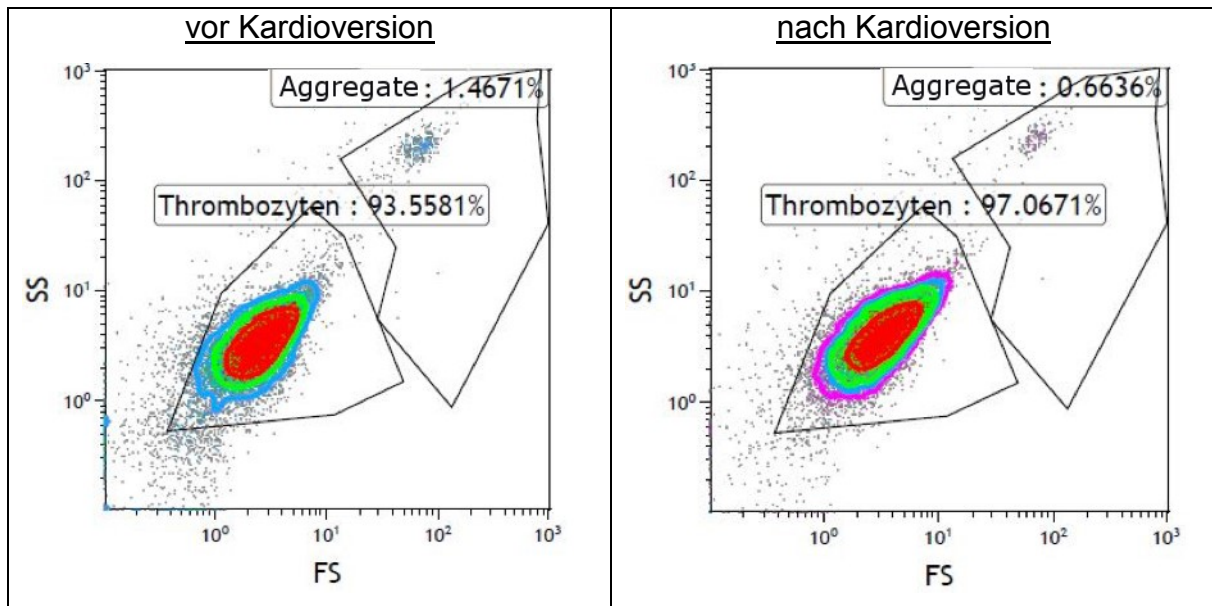 vor Kardioversion
nach Kardioversion
10³
Aggregate : 1.4671%
10²
Thrombozyten : 93.5581%
SS
10¹
10⁰
10⁰
10¹
10²
10³
FS
10³
Aggregate : 0.6636%
10²
Thrombozyten : 97.0671%
SS
10¹
10⁰
10⁰
10¹
10²
10³
FS